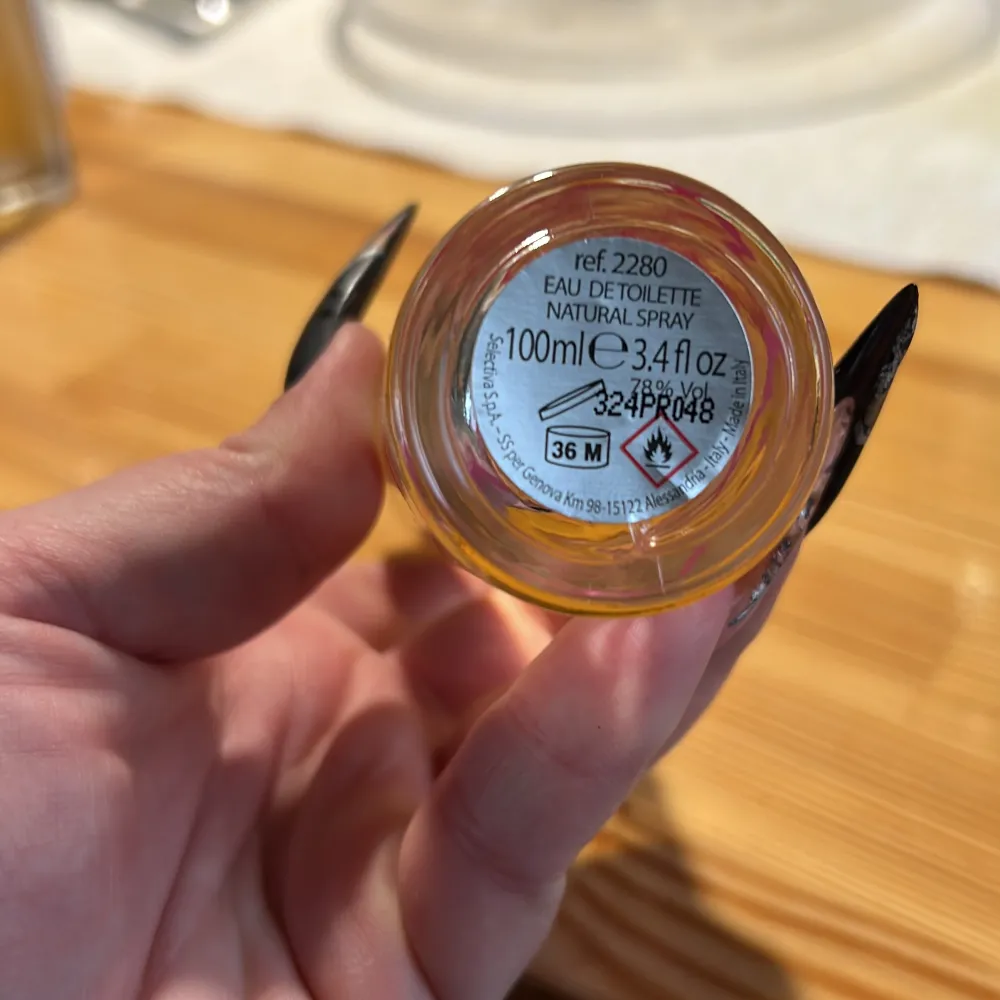 ref. 2280
EAU DE TOILETTE
NATURAL SPRAY
100ml e 3.4 fl oz
78% Vol
324PP048
36 M
Selectiva S.p.A. - SS per Genova Km 98-15122 Alessandria - Italy - Made in Italy